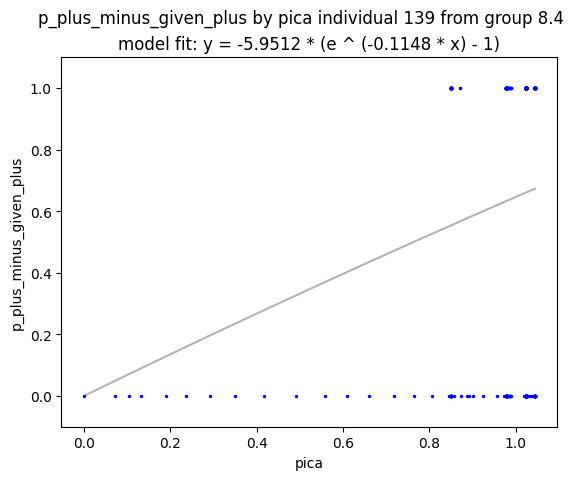 p_plus_minus_given_plus by pica individual 139 from group 8.4
model fit: y = -5.9512 * (e ^ (-0.1148 * x) - 1)
p_plus_minus_given_plus
1.0
0.8
0.6
0.4
0.2
0.0
0.0 0.2 0.4 0.6 0.8 1.0
pica